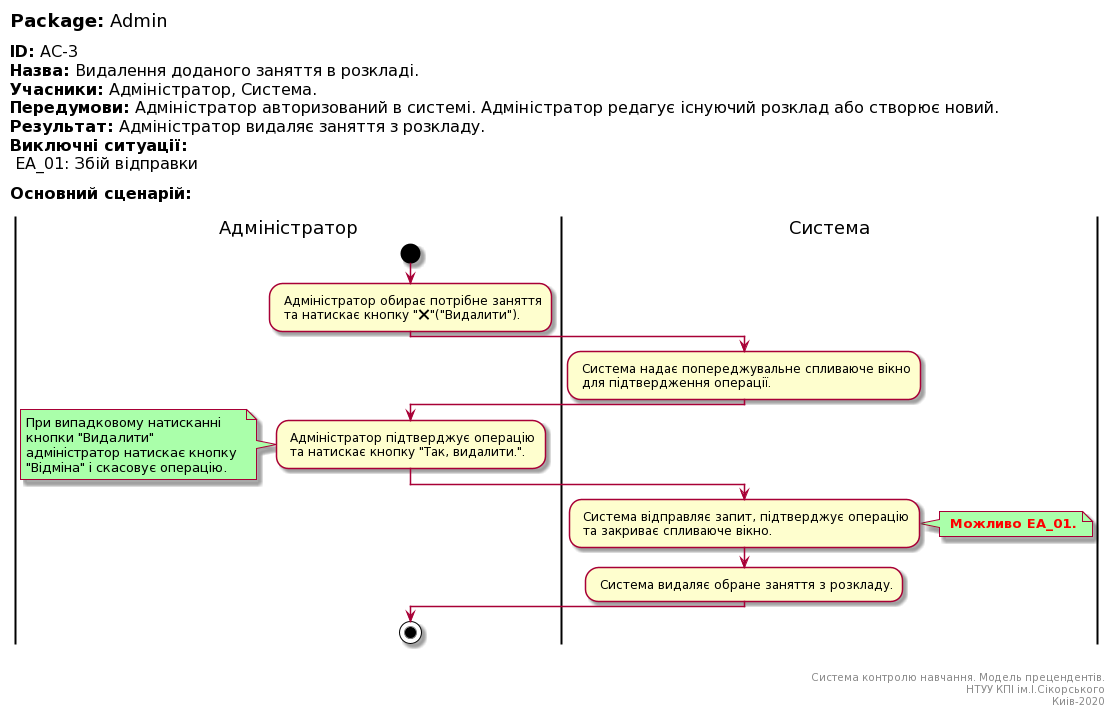 Package: Admin
ID: AC-3
Назва: Видалення доданого заняття в розкладі.
Учасники: Адміністратор, Система.
Передумови: Адміністратор авторизований в системі. Адміністратор редагує існуючий розклад або створює новий.
Результат: Адміністратор видаляє заняття з розкладу.
Виключні ситуації:
EA_01: Збій відправки
Основний сценарій:
Адміністратор
Система
Адміністратор обирає потрібне заняття
та натискає кнопку "❌"("Видалити").
Система надає попереджувальне спливаюче вікно
для підтвердження операції.
При випадковому натисканні
кнопки "Видалити"
адміністратор натискає кнопку
"Відміна" і скасовує операцію.
Адміністратор підтверджує операцію
та натискає кнопку "Так, видалити.".
Система відправляє запит, підтверджує операцію
та закриває спливаюче вікно.
Можливо EA_01.
Система видаляє обране заняття з розкладу.
Система контролю навчання. Модель прецендентів.
НТУУ КПІ ім.І.Сікорського
Киів-2020